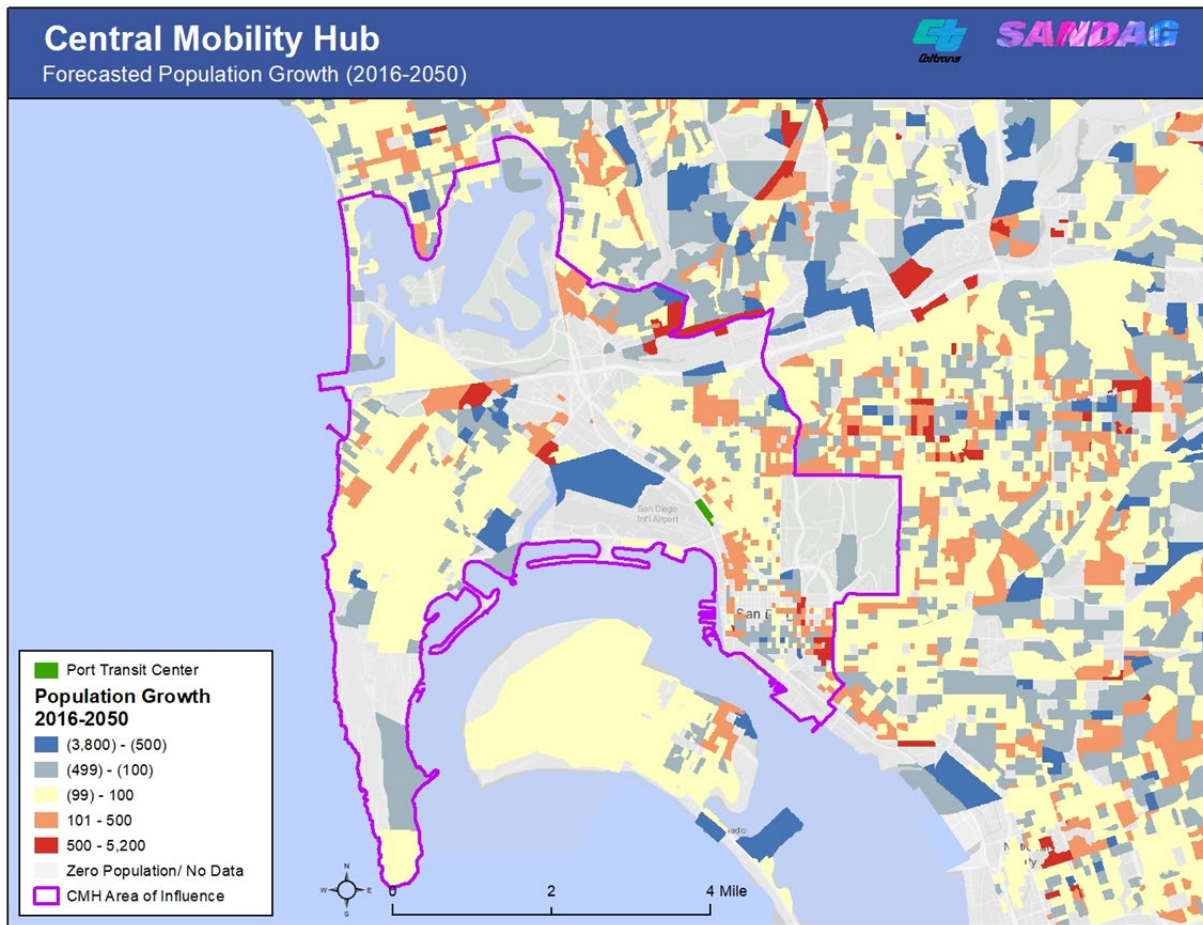 Central Mobility Hub
Forecasted Population Growth (2016-2050)
Caltrans
SANDAG
San Diego
Int'l Airport
San D
Port Transit Center
Population Growth
2016-2050
(3,800) - (500)
(499) - (100)
(99) - 100
101 - 500
500 - 5,200
Zero Population/ No Data
CMH Area of Influence
N
W
E
S
0
2
4 Mile